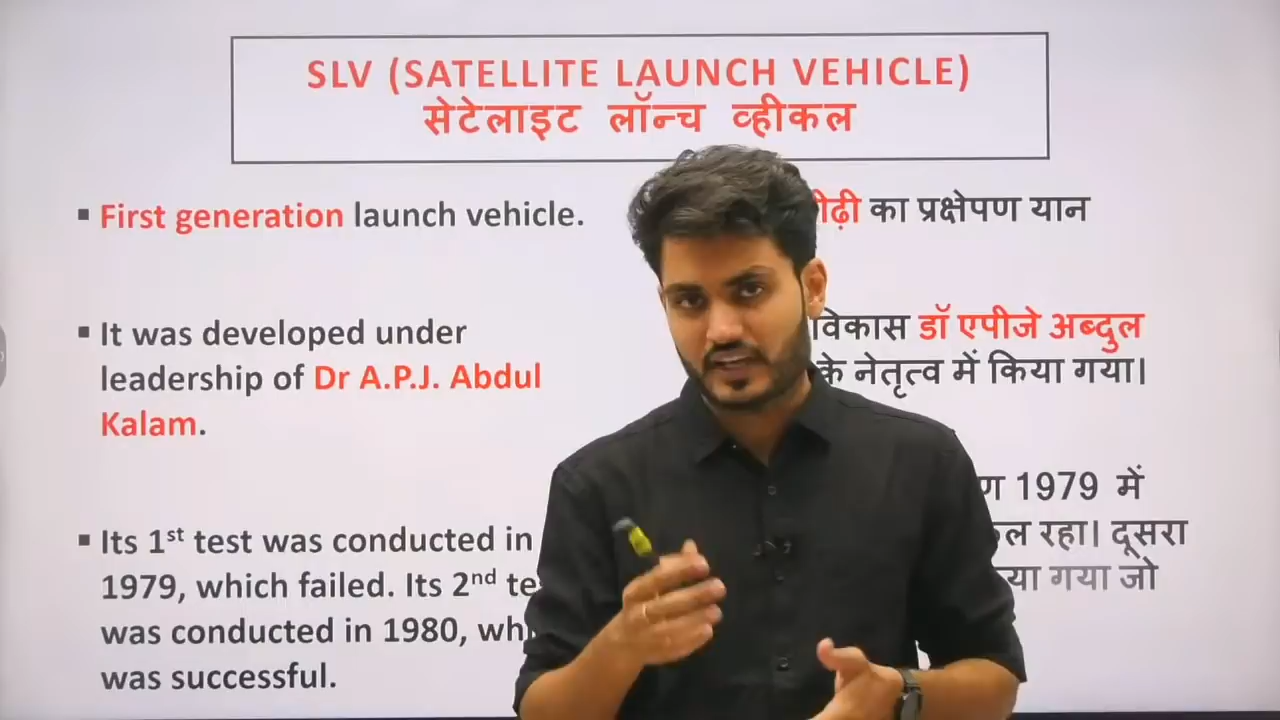 SLV (SATELLITE LAUNCH VEHICLE)
सेटेलाइट लॉन्च व्हीकल
▪ First generation launch vehicle.
का प्रक्षेपण यान
▪ It was developed under
leadership of Dr A.P.J. Abdul
Kalam.
विकास डॉ एपीजे अब्दुल
के नेतृत्व में किया गया।
▪ Its 1st test was conducted in
1979, which failed. Its 2nd
was conducted in 1980,
was successful.
1979 में
रहा। दूसरा
गया जो